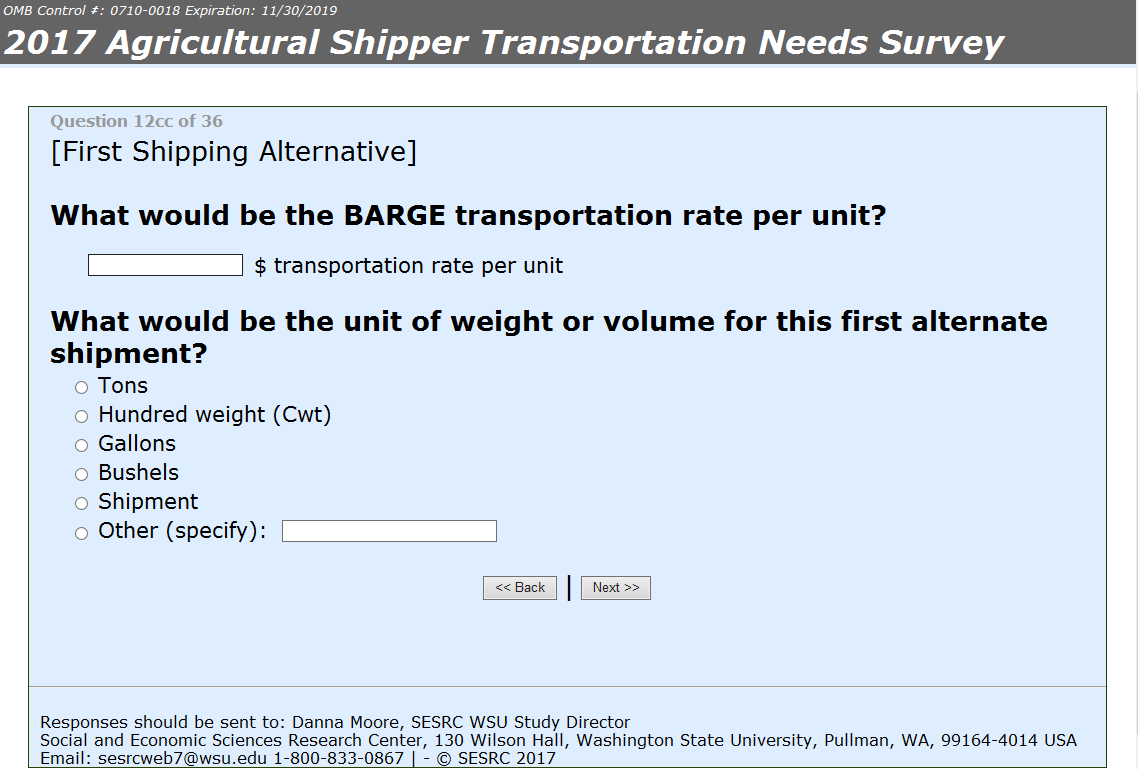 OMB Control #: 0710-0018 Expiration: 11/30/2019
2017 Agricultural Shipper Transportation Needs Survey
Question 12cc of 36
[First Shipping Alternative]
What would be the BARGE transportation rate per unit?
$ transportation rate per unit
What would be the unit of weight or volume for this first alternate
shipment?
Tons
Hundred weight (Cwt)
Gallons
Bushels
Shipment
Other (specify):
<< Back | Next >>
Responses should be sent to: Danna Moore, SESRC WSU Study Director
Social and Economic Sciences Research Center, 130 Wilson Hall, Washington State University, Pullman, WA, 99164-4014 USA
Email: sesrcweb7@wsu.edu 1-800-833-0867 | - © SESRC 2017